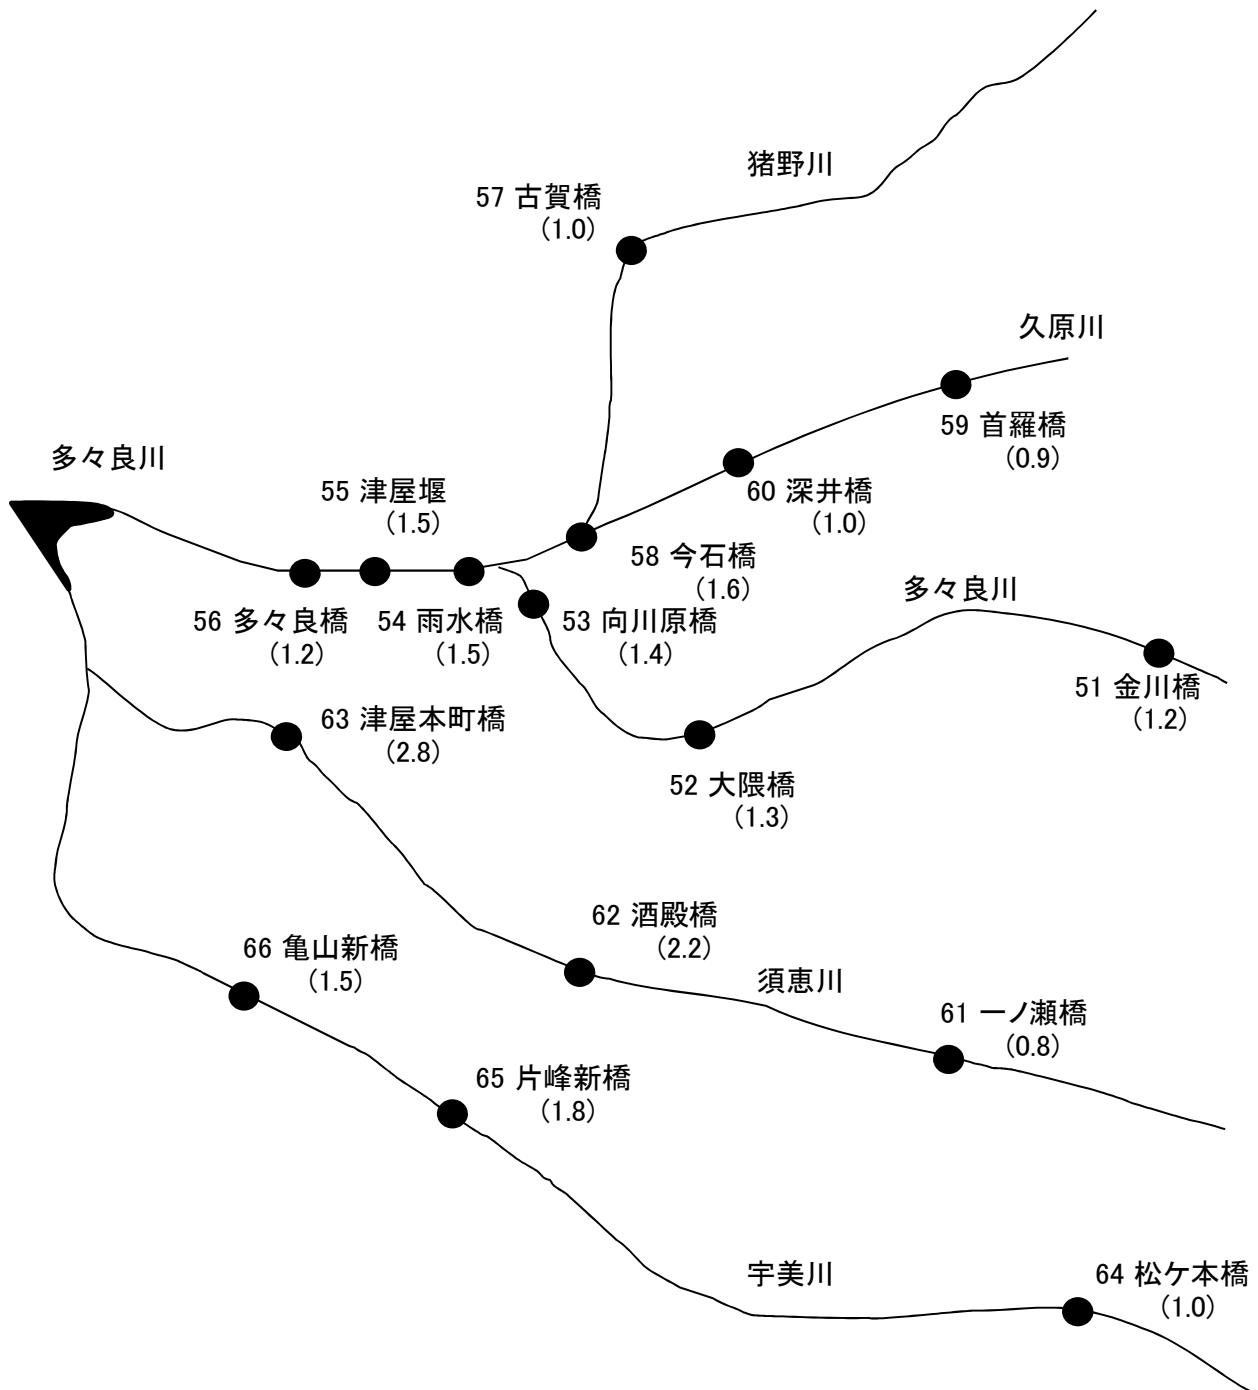 猪野川
57 古賀橋
(1.0)
久原川
59 首羅橋
(0.9)
多々良川
55 津屋堰
(1.5)
60 深井橋
(1.0)
58 今石橋
(1.6)
多々良川
56 多々良橋
(1.2)
54 雨水橋
(1.5)
53 向川原橋
(1.4)
51 金川橋
(1.2)
63 津屋本町橋
(2.8)
52 大隈橋
(1.3)
62 酒殿橋
(2.2)
66 亀山新橋
(1.5)
須恵川
61 一ノ瀬橋
(0.8)
65 片峰新橋
(1.8)
宇美川
64 松ケ本橋
(1.0)